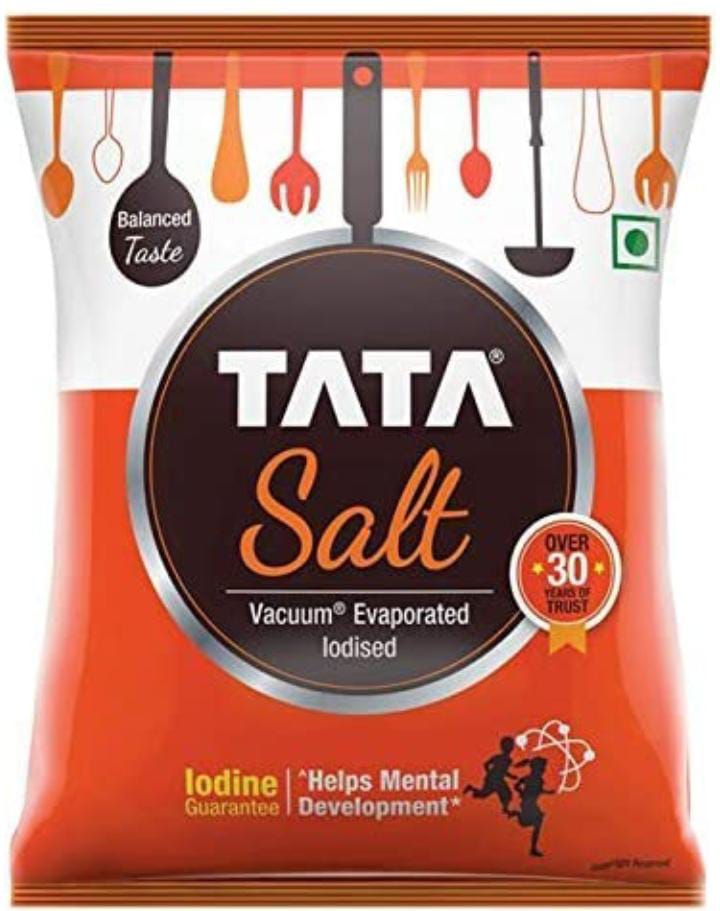 Balanced
Taste
TATA®
Salt
Vacuum® Evaporated
Iodised
OVER
30
YEARS OF
TRUST
Iodine
Guarantee
^Helps Mental
Development*